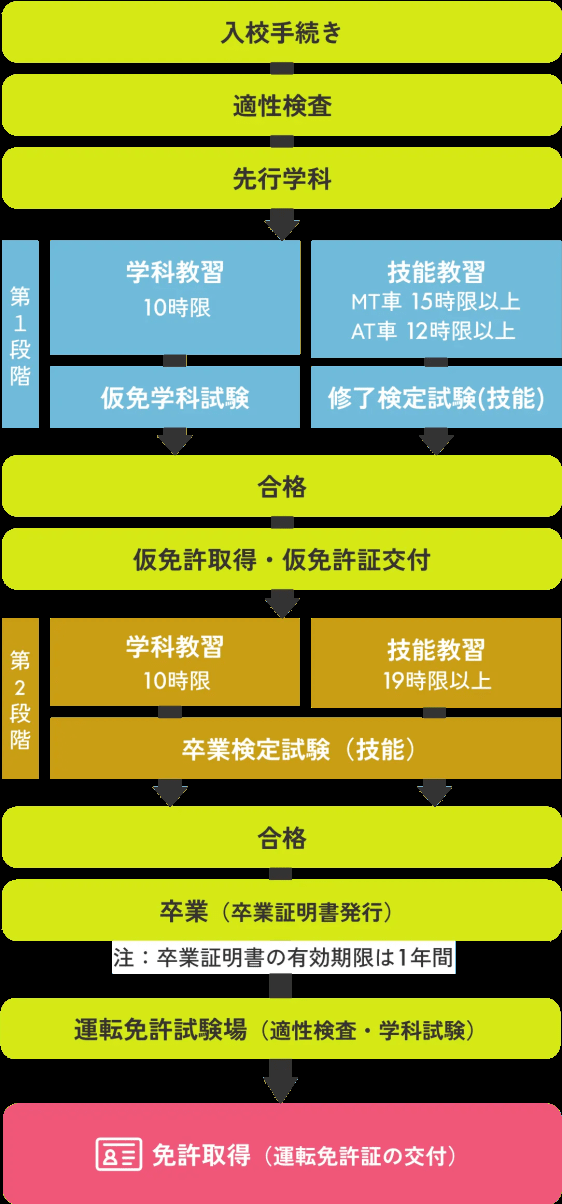 入校手続き
適性検査
先行学科
第1段階
学科教習
10時限
技能教習
MT車 15時限以上
AT車 12時限以上
仮免学科試験
修了検定試験(技能)
合格
仮免許取得・仮免許証交付
第2段階
学科教習
10時限
技能教習
19時限以上
卒業検定試験（技能）
合格
卒業（卒業証明書発行）
注：卒業証明書の有効期限は1年間
運転免許試験場（適性検査・学科試験）
免許取得（運転免許証の交付）